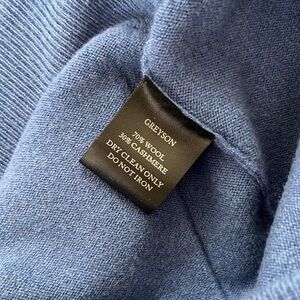 GREYSON
70% WOOL
30% CASHMERE
DRY CLEAN ONLY
DO NOT IRON